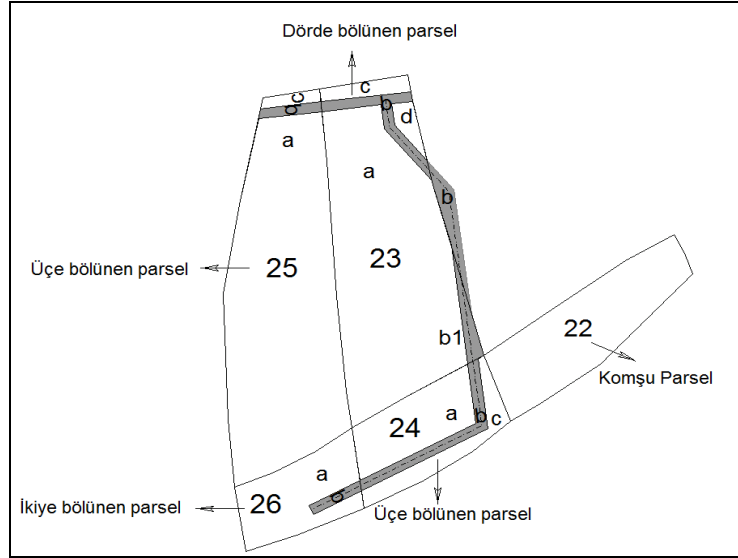 Dörde bölünen parsel
c
c
b
b
d
a
a
b
Üçe bölünen parsel
25
23
22
b1
Komşu Parsel
a
b
c
24
a
b
İkiye bölünen parsel
26
Üçe bölünen parsel